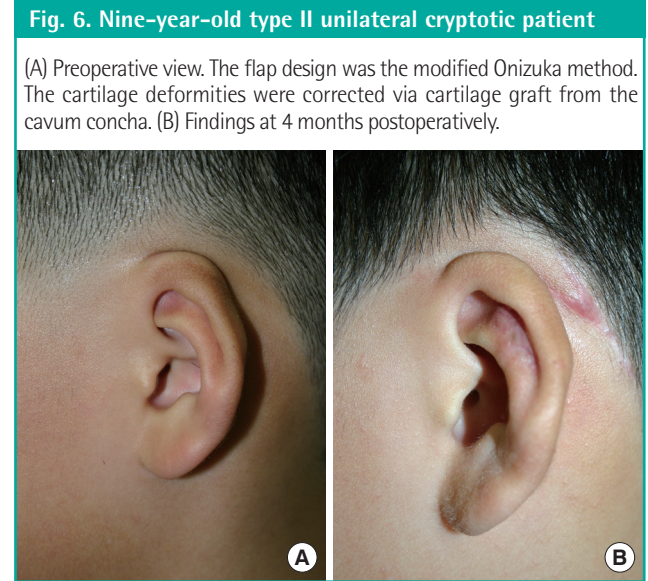 Fig. 6. Nine-year-old type II unilateral cryptotic patient
(A) Preoperative view. The flap design was the modified Onizuka method.
The cartilage deformities were corrected via cartilage graft from the
cavum concha. (B) Findings at 4 months postoperatively.
A
B